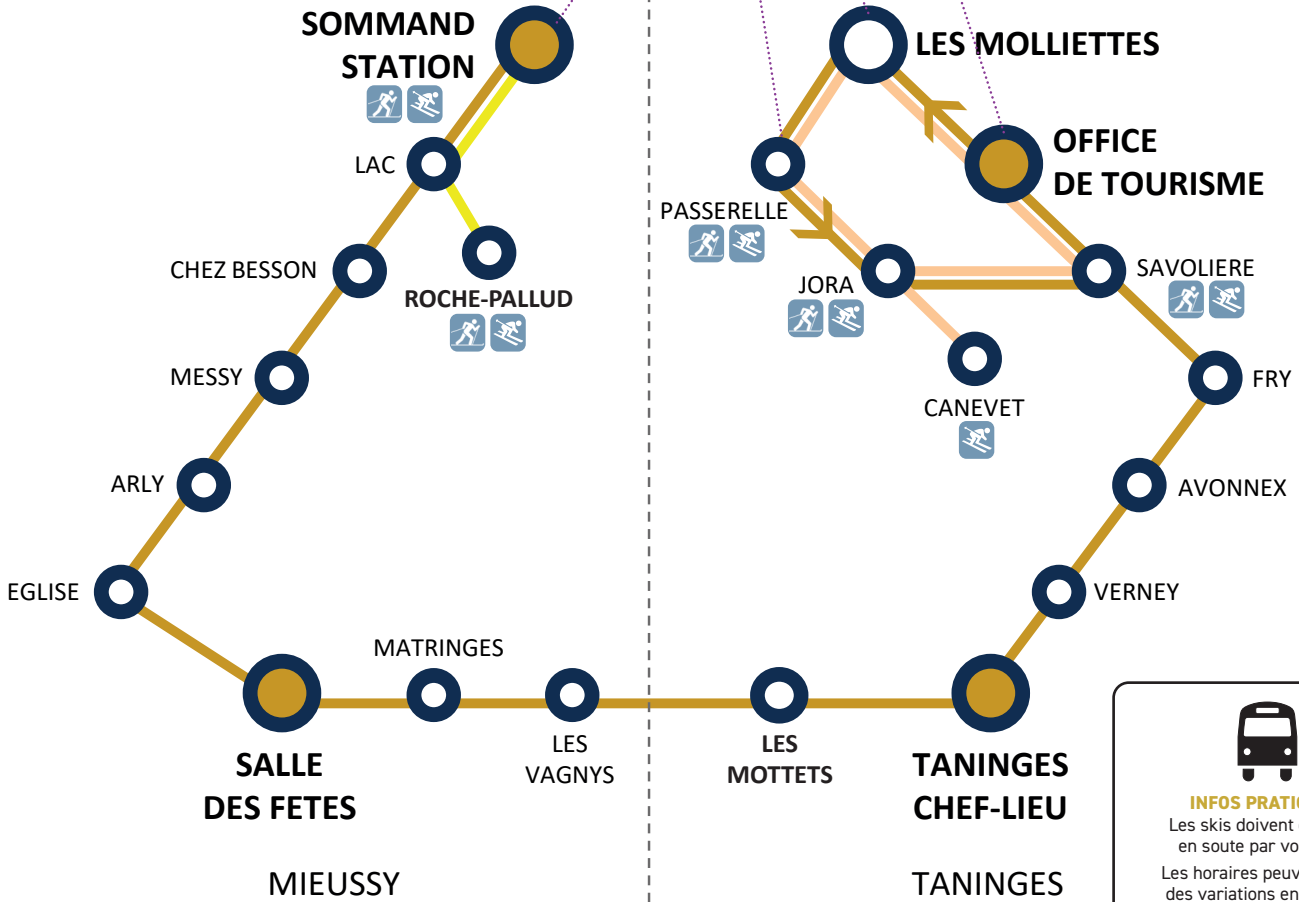 SOMMAND
STATION
LES MOLLIETTES
OFFICE
DE TOURISME
LAC
PASSERELLE
CHEZ BESSON
ROCHE-PALLUD
JORA
SAVOLIERE
MESSY
CANEVET
FRY
ARLY
AVONNEX
EGLISE
VERNEY
MATRINGES
SALLE
DES FETES
LES
VAGNYS
LES
MOTTETS
TANINGES
CHEF-LIEU
MIEUSSY
TANINGES
INFOS
Les skis doivent
en soute par
Les horaires
des variations en